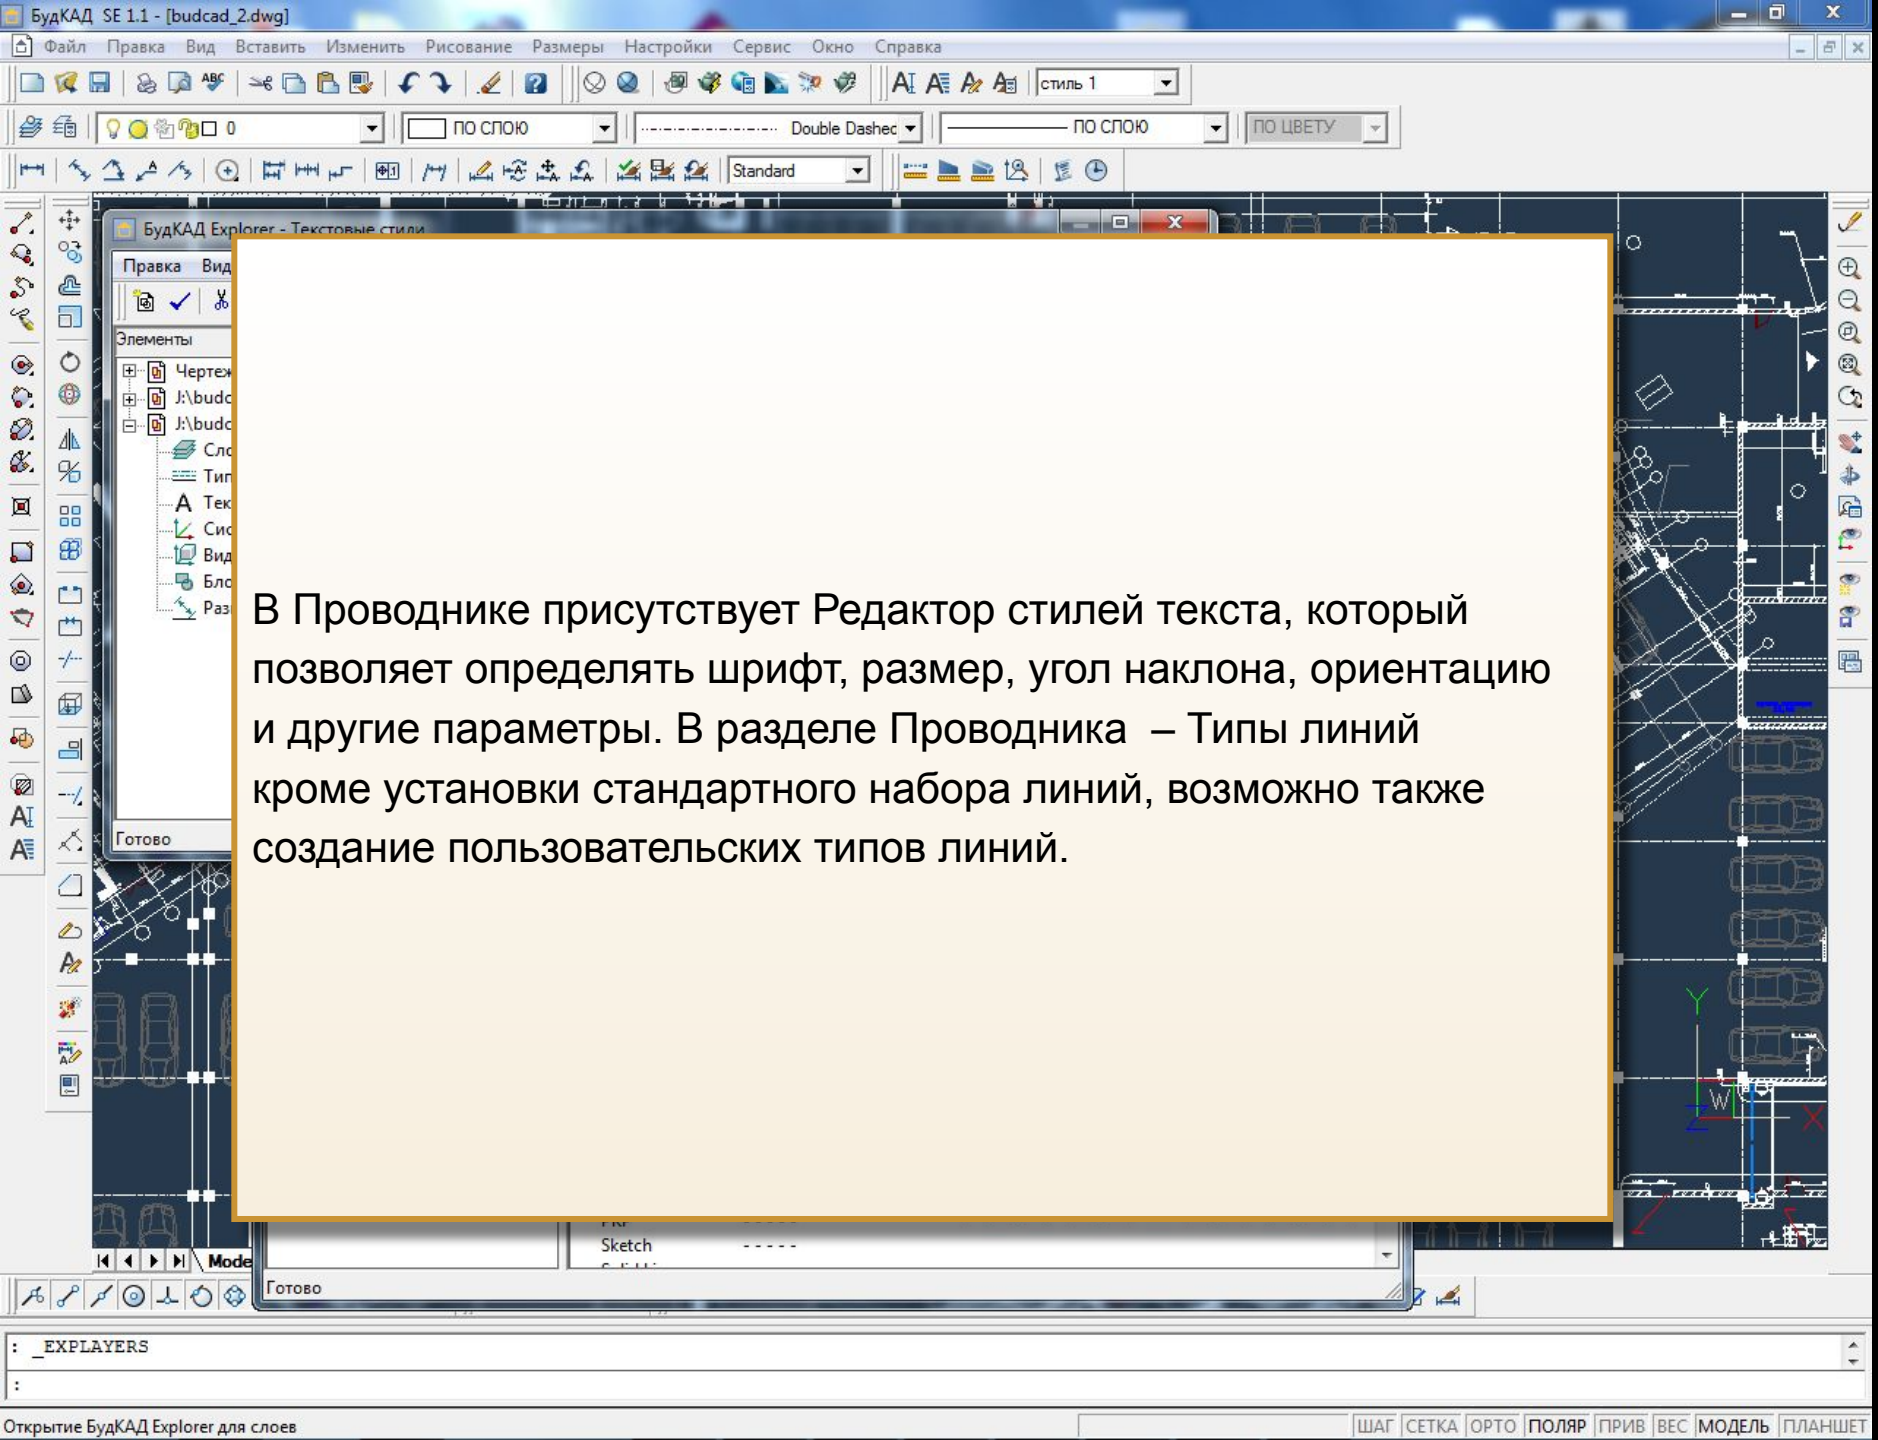 БудКАД SE 1.1 - [budcad_2.dwg]
Файл Правка Вид Вставить Изменить Рисование Размеры Настройки Сервис Окно Справка
стиль 1
0 ПО СЛОЮ Double Dashed ПО СЛОЮ ПО ЦВЕТУ
Standard
БудКАД Explorer - Текстовые стили
Правка Вид
Элементы
J:\budc
J:\budc
Готово
В Проводнике присутствует Редактор стилей текста, который
позволяет определять шрифт, размер, угол наклона, ориентацию
и другие параметры. В разделе Проводника – Типы линий
кроме установки стандартного набора линий, возможно также
создание пользовательских типов линий.
Sketch - - - - -
Готово
: _EXPLAYERS
:
Открытие БудКАД Explorer для слоев
ШАГ СЕТКА ОРТО ПОЛЯР ПРИВ ВЕС МОДЕЛЬ ПЛАНШЕТ